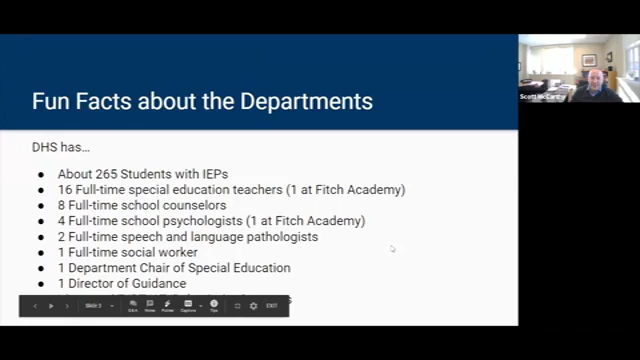 Fun Facts about the Departments
Scott McCarthy
DHS has…
● About 265 Students with IEPs
● 16 Full-time special education teachers (1 at Fitch Academy)
● 8 Full-time school counselors
● 4 Full-time school psychologists (1 at Fitch Academy)
● 2 Full-time speech and language pathologists
● 1 Full-time social worker
● 1 Department Chair of Special Education
● 1 Director of Guidance
Slide 3
Q&A Notes Pointer Captions Tips
EXIT